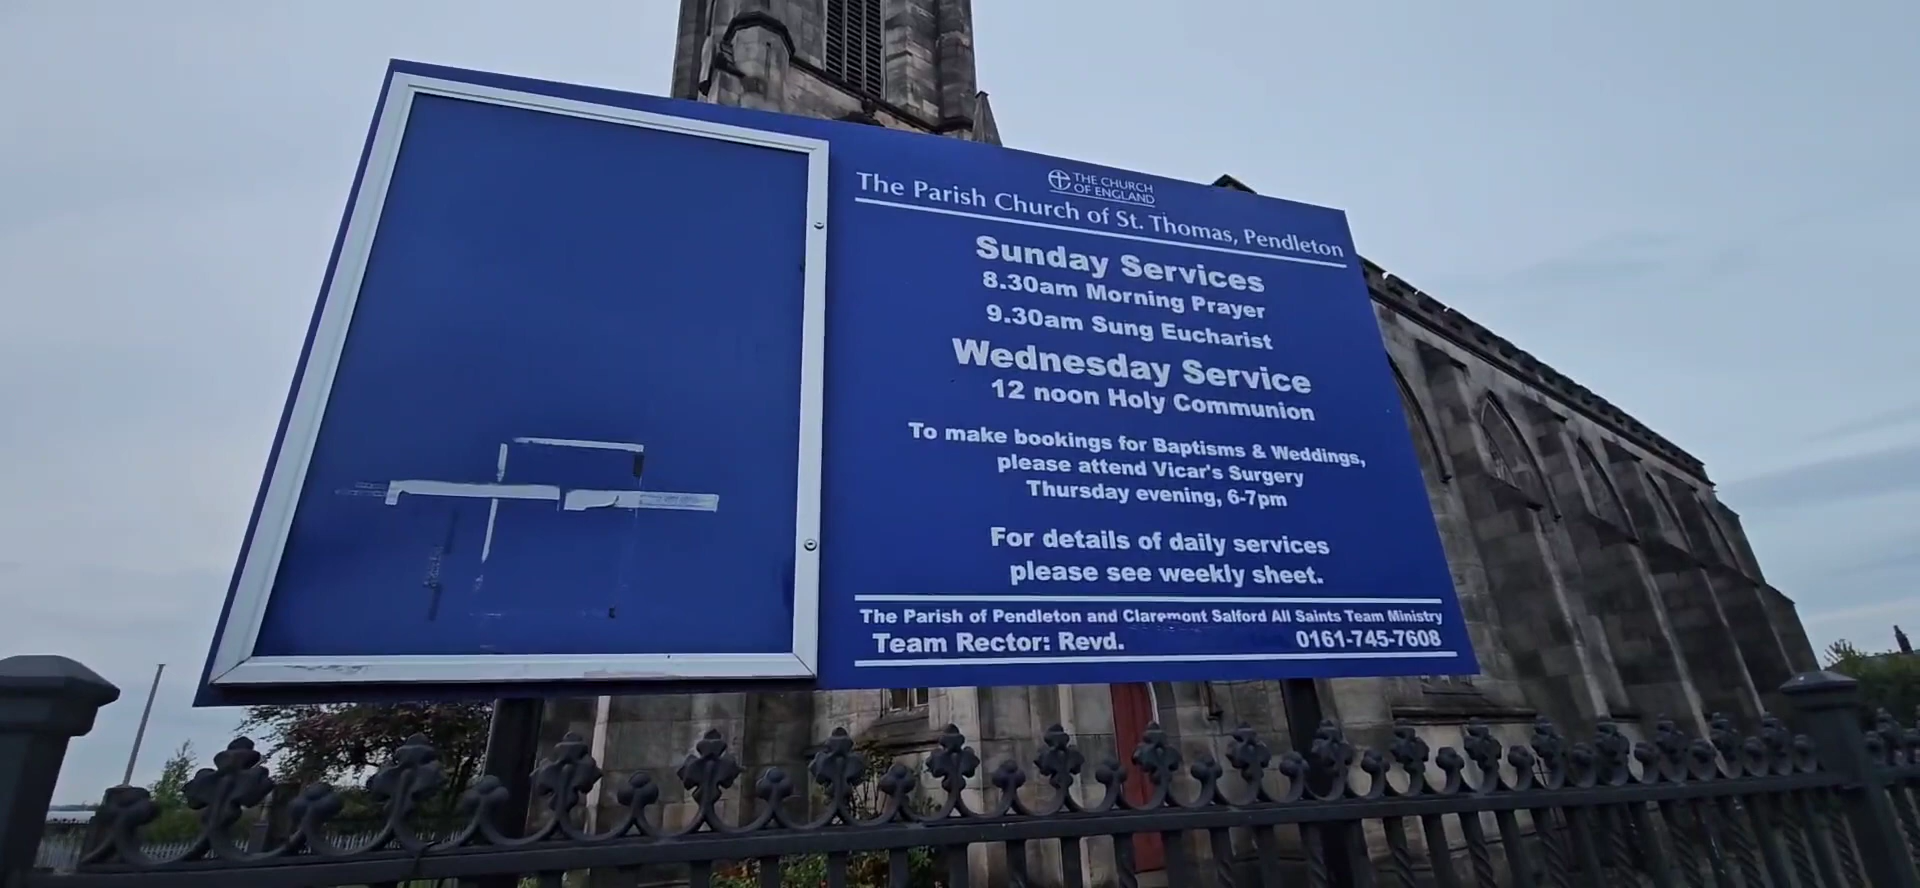 THE CHURCH
OF ENGLAND
The Parish Church of St. Thomas, Pendleton
Sunday Services
8.30am Morning Prayer
9.30am Sung Eucharist
Wednesday Service
12 noon Holy Communion
To make bookings for Baptisms & Weddings,
please attend Vicar's Surgery
Thursday evening, 6-7pm
For details of daily services
please see weekly sheet.
The Parish of Pendleton and Claremont Salford All Saints Team Ministry
Team Rector: Revd. 0161-745-7608